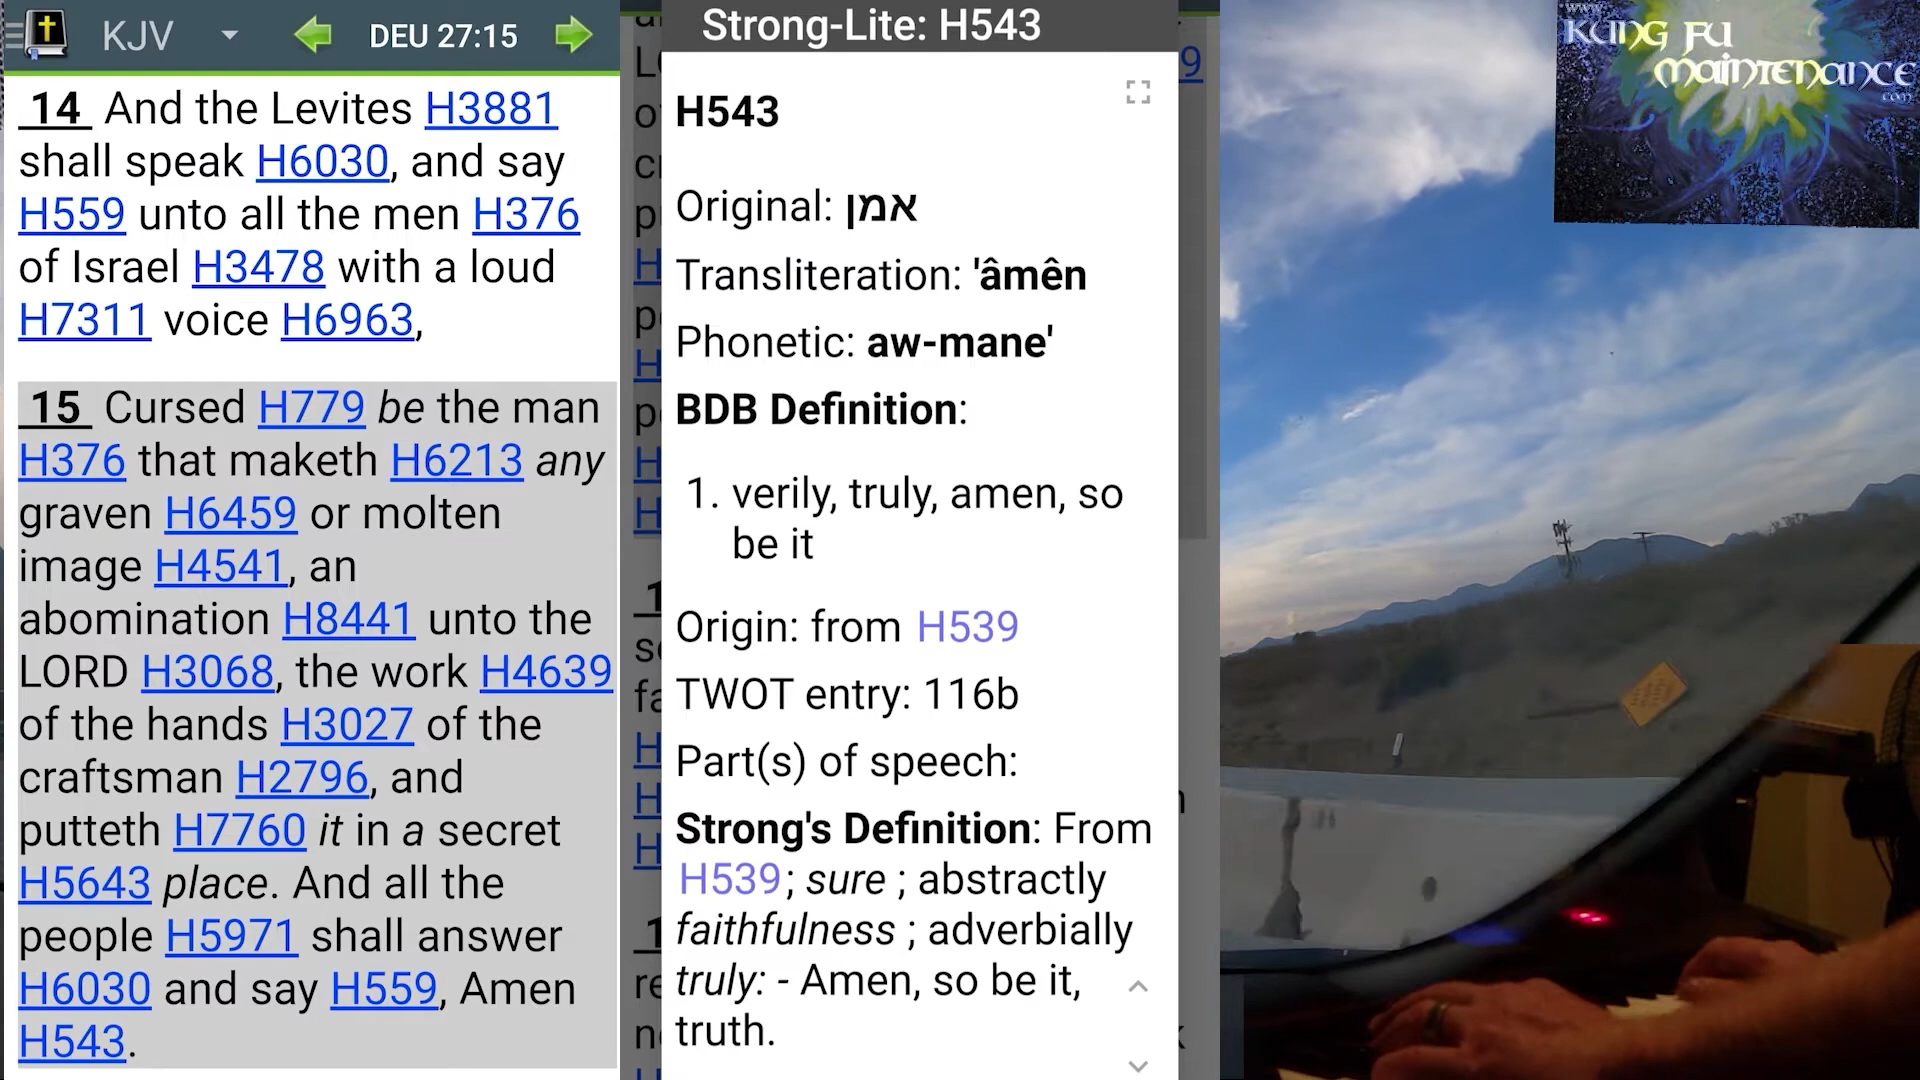 KJV
DEU 27:15
14 And the Levites H3881
shall speak H6030, and say
H559 unto all the men H376
of Israel H3478 with a loud
H7311 voice H6963,
15 Cursed H779 be the man
H376 that maketh H6213 any
graven H6459 or molten
image H4541, an
abomination H8441 unto the
LORD H3068, the work H4639
of the hands H3027 of the
craftsman H2796, and
putteth H7760 it in a secret
H5643 place. And all the
people H5971 shall answer
H6030 and say H559, Amen
H543.
Strong-Lite: H543
H543
Original: אמן
Transliteration: 'âmên
Phonetic: aw-mane'
BDB Definition:
1. verily, truly, amen, so
be it
Origin: from H539
TWOT entry: 116b
Part(s) of speech:
Strong's Definition: From
H539; sure ; abstractly
faithfulness ; adverbially
truly: - Amen, so be it,
truth.
www.
KUNG FU
MAINTENANCE
.com